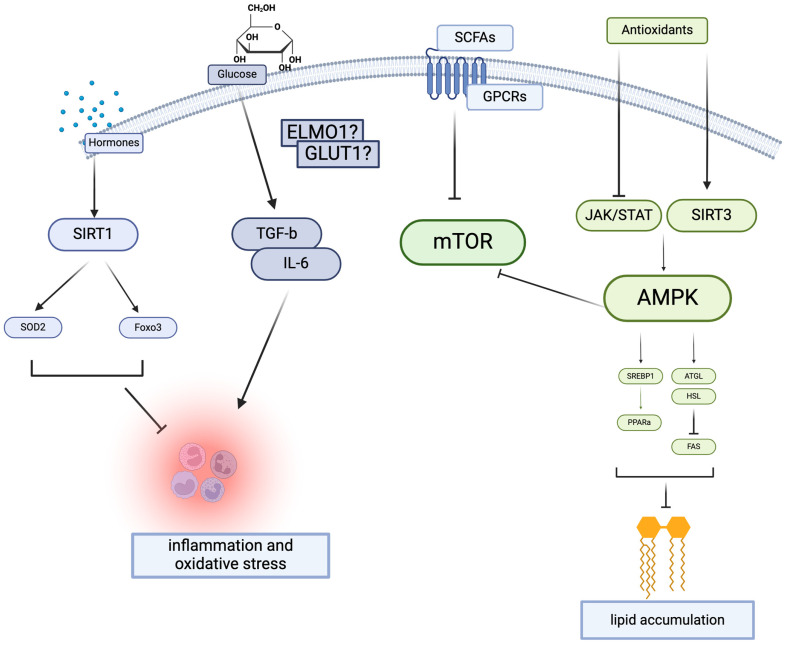 CH₂OH
O
OH
OH
OH
OH
Glucose
SCFAs
GPCRs
Antioxidants
Hormones
ELMO1?
GLUT1?
SIRT1
TGF-b
IL-6
mTOR
JAK/STAT
SIRT3
AMPK
SOD2
Foxo3
SREBP1
ATGL
HSL
PPARa
FAS
inflammation and
oxidative stress
lipid accumulation